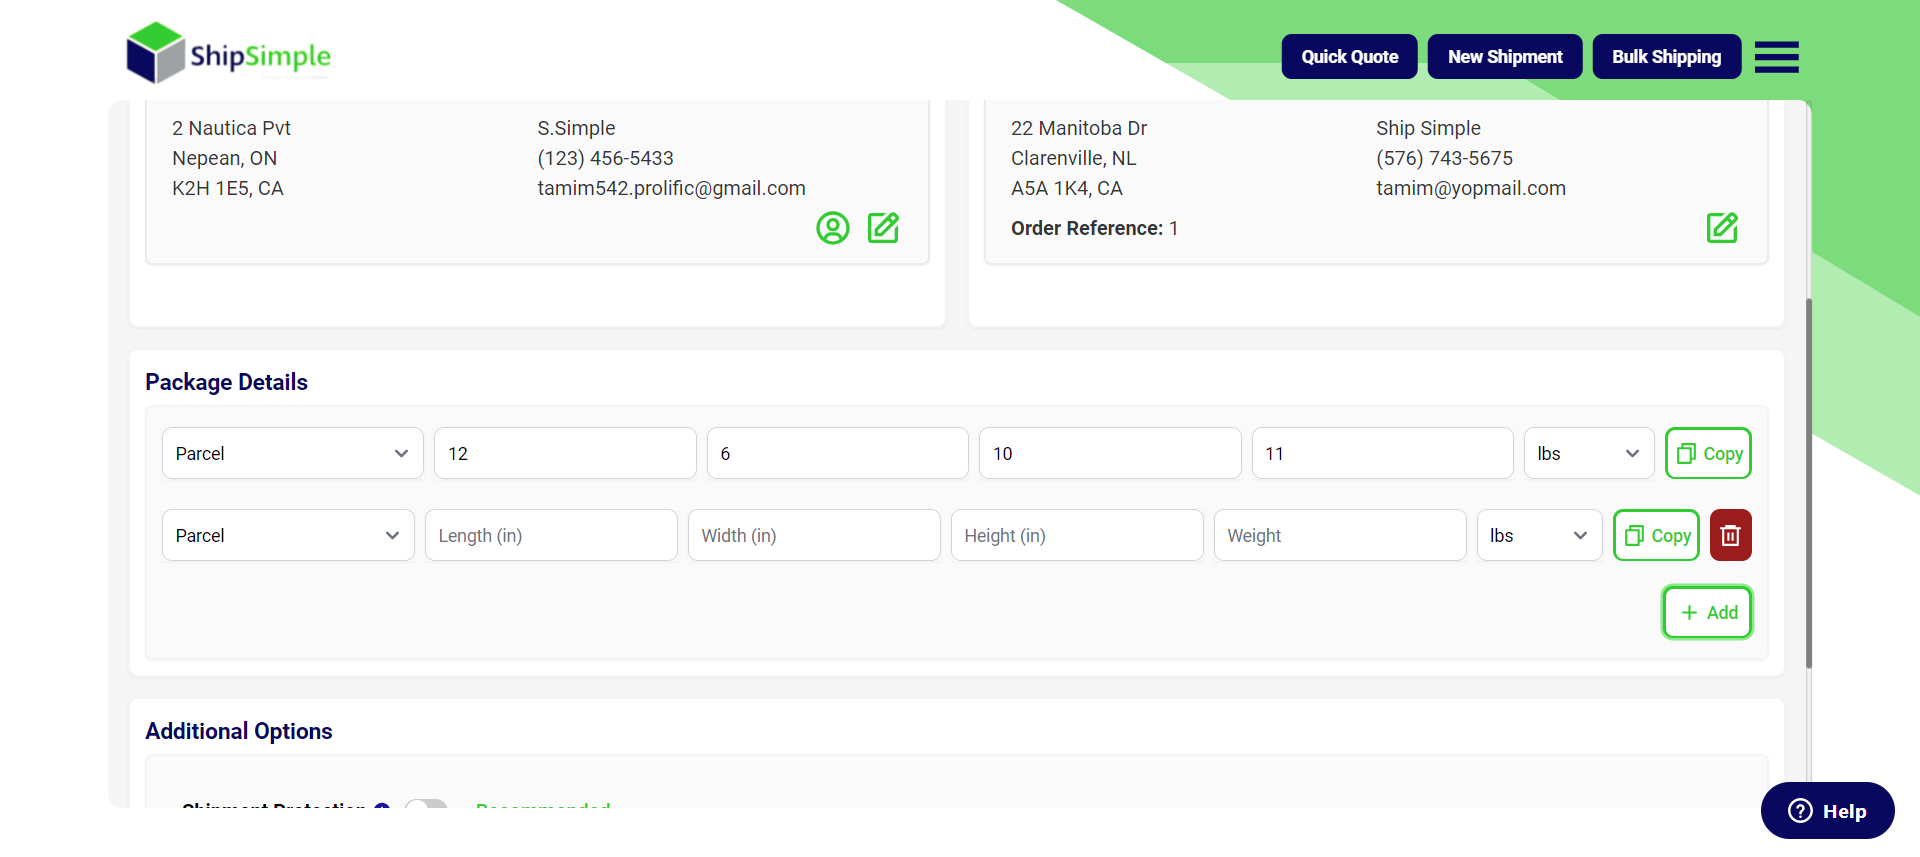 ShipSimple
Quick Quote
New Shipment
Bulk Shipping
2 Nautica Pvt
Nepean, ON
K2H 1E5, CA
S.Simple
(123) 456-5433
tamim542.prolific@gmail.com
22 Manitoba Dr
Clarenville, NL
A5A 1K4, CA
Order Reference: 1
Ship Simple
(576) 743-5675
tamim@yopmail.com
Package Details
Parcel 12 6 10 11 lbs Copy
Parcel Length (in) Width (in) Height (in) Weight lbs Copy
+ Add
Additional Options
Shipment Protection Recommended
Help